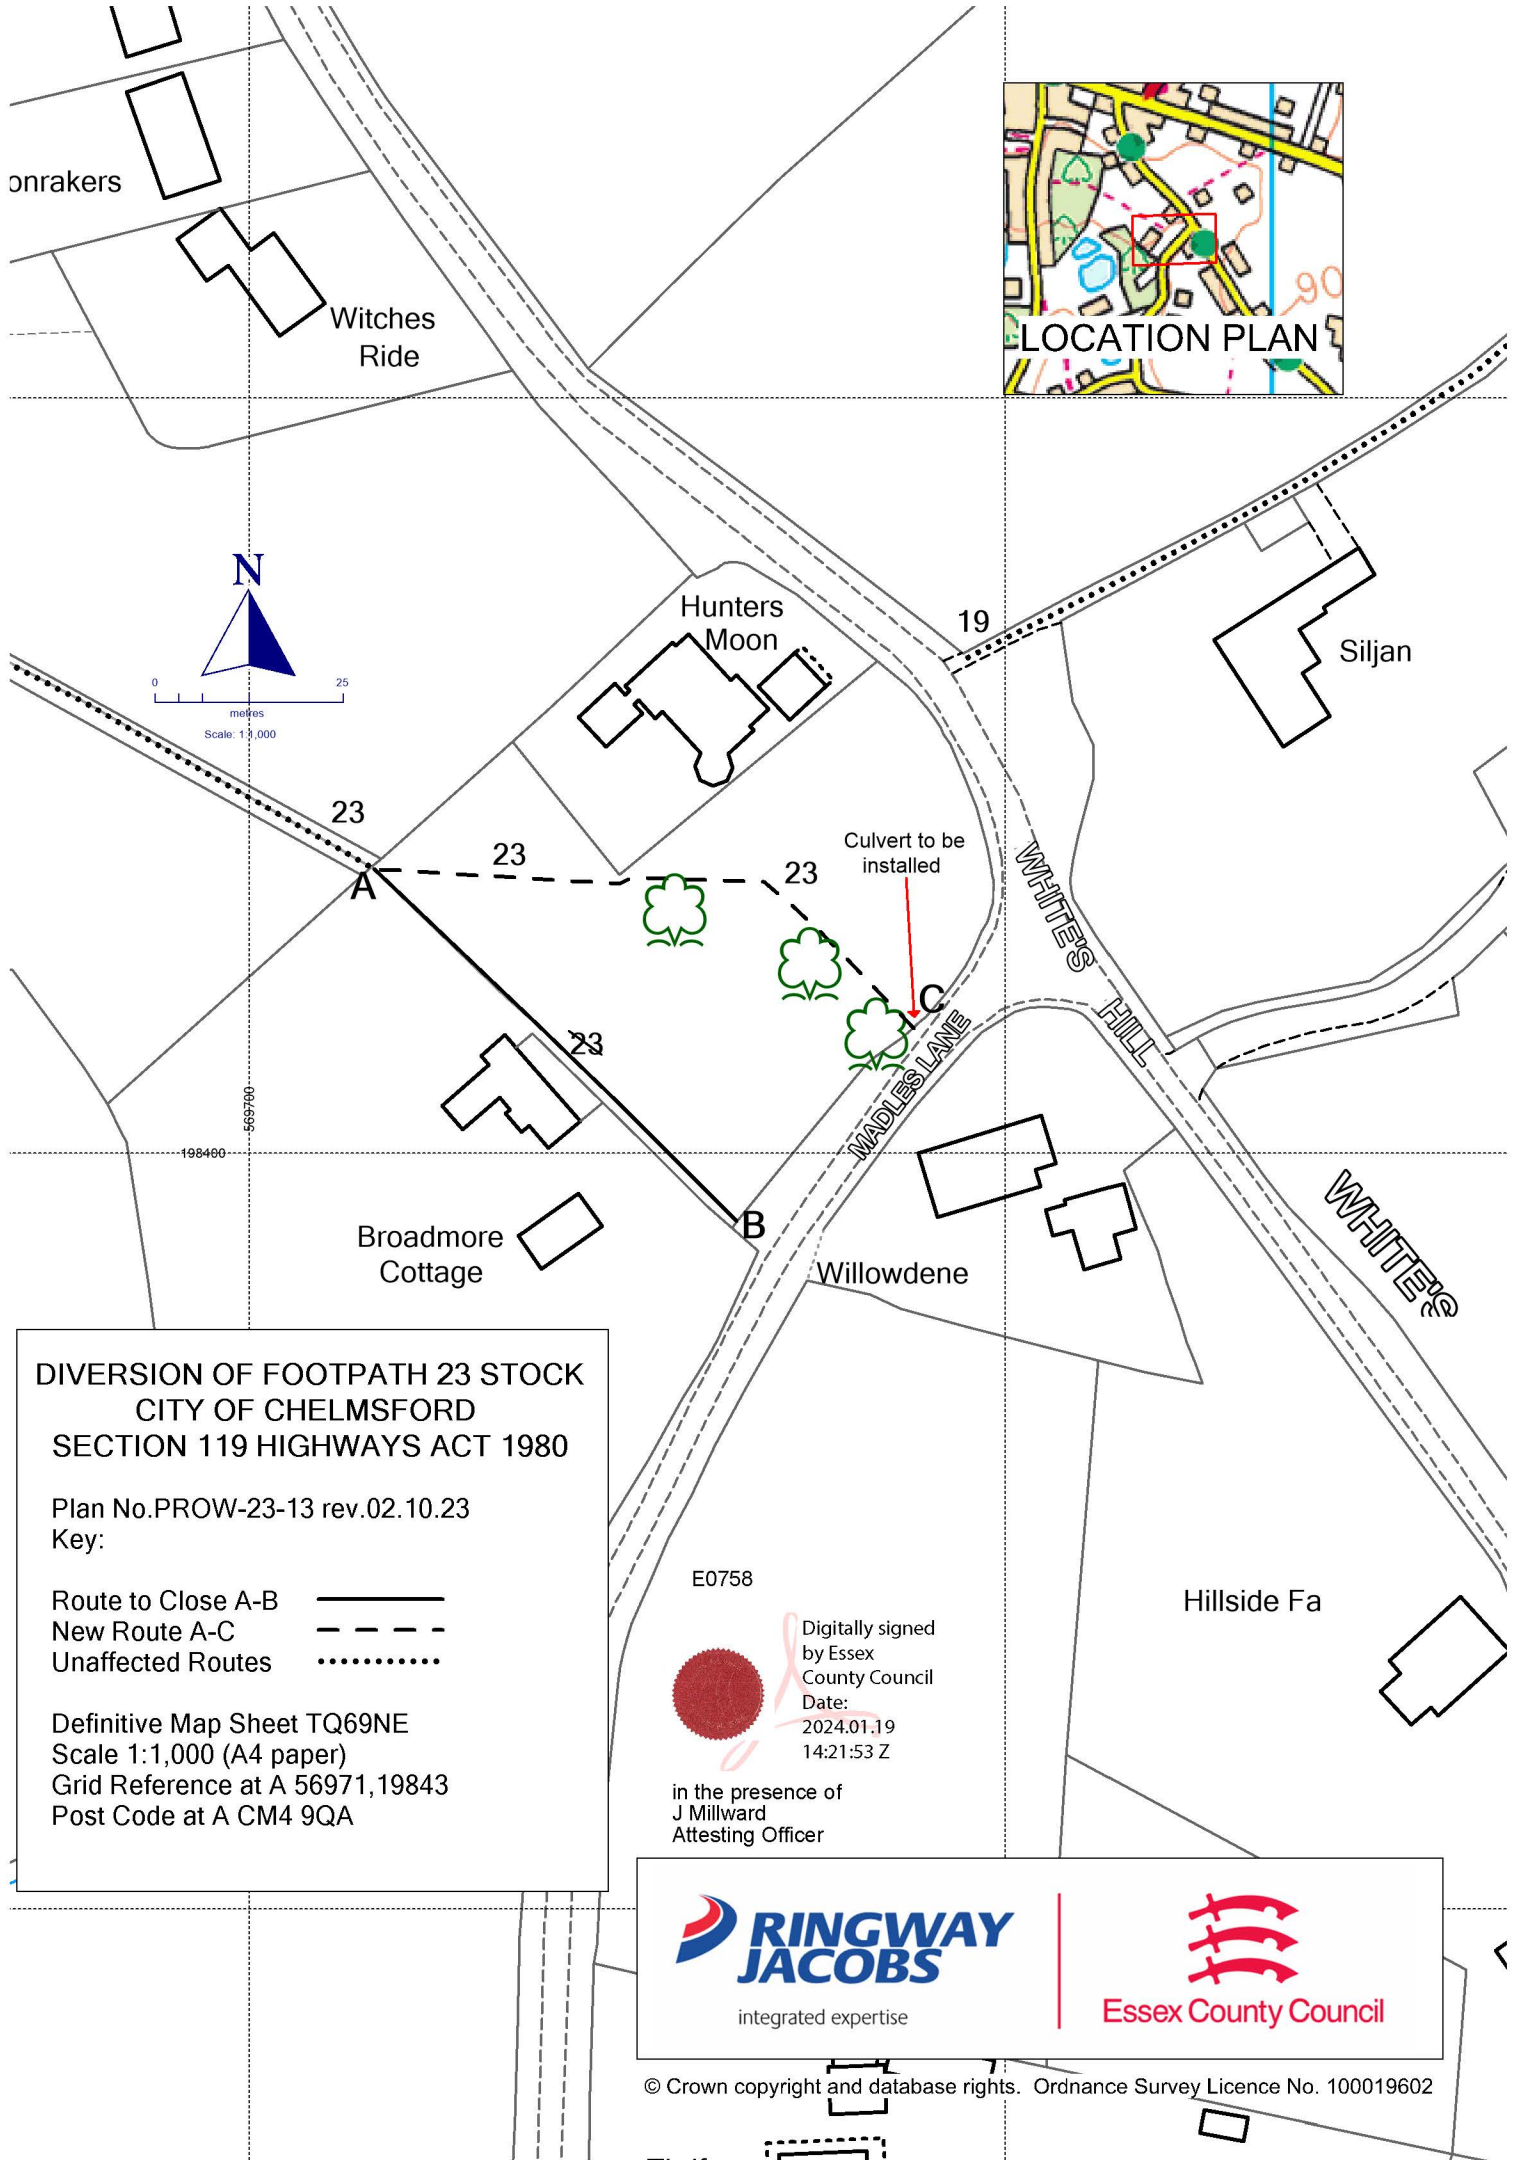 onrakers
Witches
Ride
LOCATION PLAN
90
N
0 25
metres
Scale: 1:1,000
Hunters
Moon
19
Siljan
23
23
23
A
Culvert to be
installed
WHITE'S
HILL
C
MADLES LANE
23
B
569700
198400
Broadmore
Cottage
Willowdene
WHITE'S
DIVERSION OF FOOTPATH 23 STOCK
CITY OF CHELMSFORD
SECTION 119 HIGHWAYS ACT 1980
Plan No.PROW-23-13 rev.02.10.23
Key:
Route to Close A-B
New Route A-C
Unaffected Routes
Definitive Map Sheet TQ69NE
Scale 1:1,000 (A4 paper)
Grid Reference at A 56971,19843
Post Code at A CM4 9QA
E0758
Digitally signed
by Essex
County Council
Date:
2024.01.19
14:21:53 Z
in the presence of
J Millward
Attesting Officer
Hillside Fa
RINGWAY
JACOBS
integrated expertise
Essex County Council
© Crown copyright and database rights. Ordnance Survey Licence No. 100019602